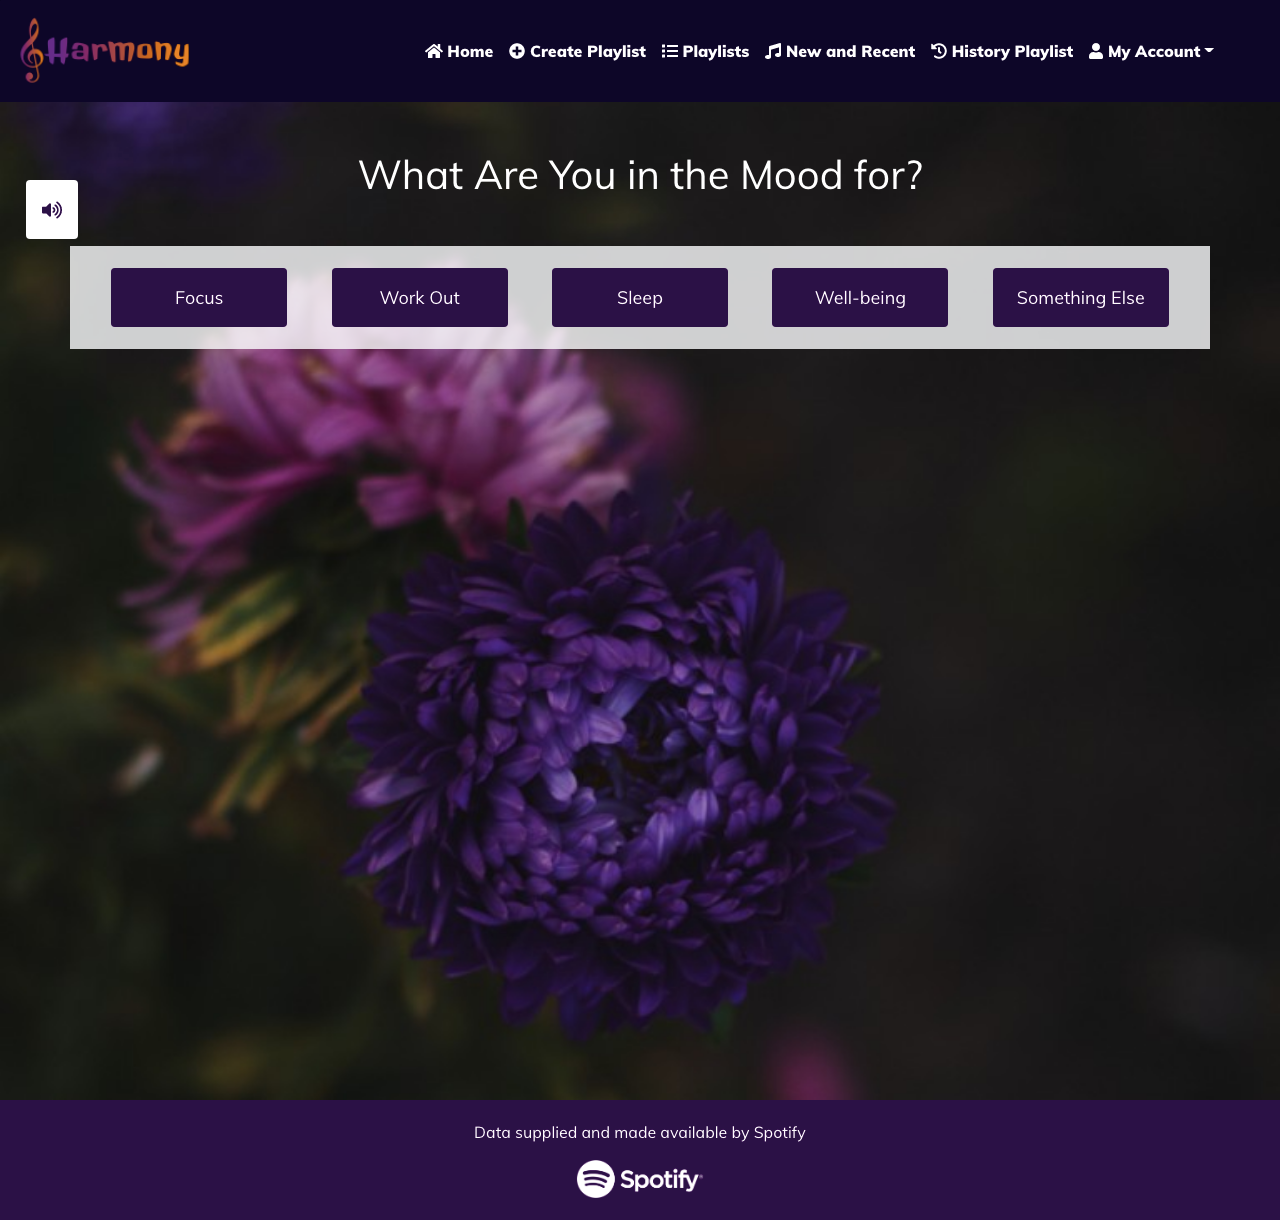 Harmony
Home Create Playlist Playlists New and Recent History Playlist My Account
What Are You in the Mood for?
Focus Work Out Sleep Well-being Something Else
Data supplied and made available by Spotify
Spotify